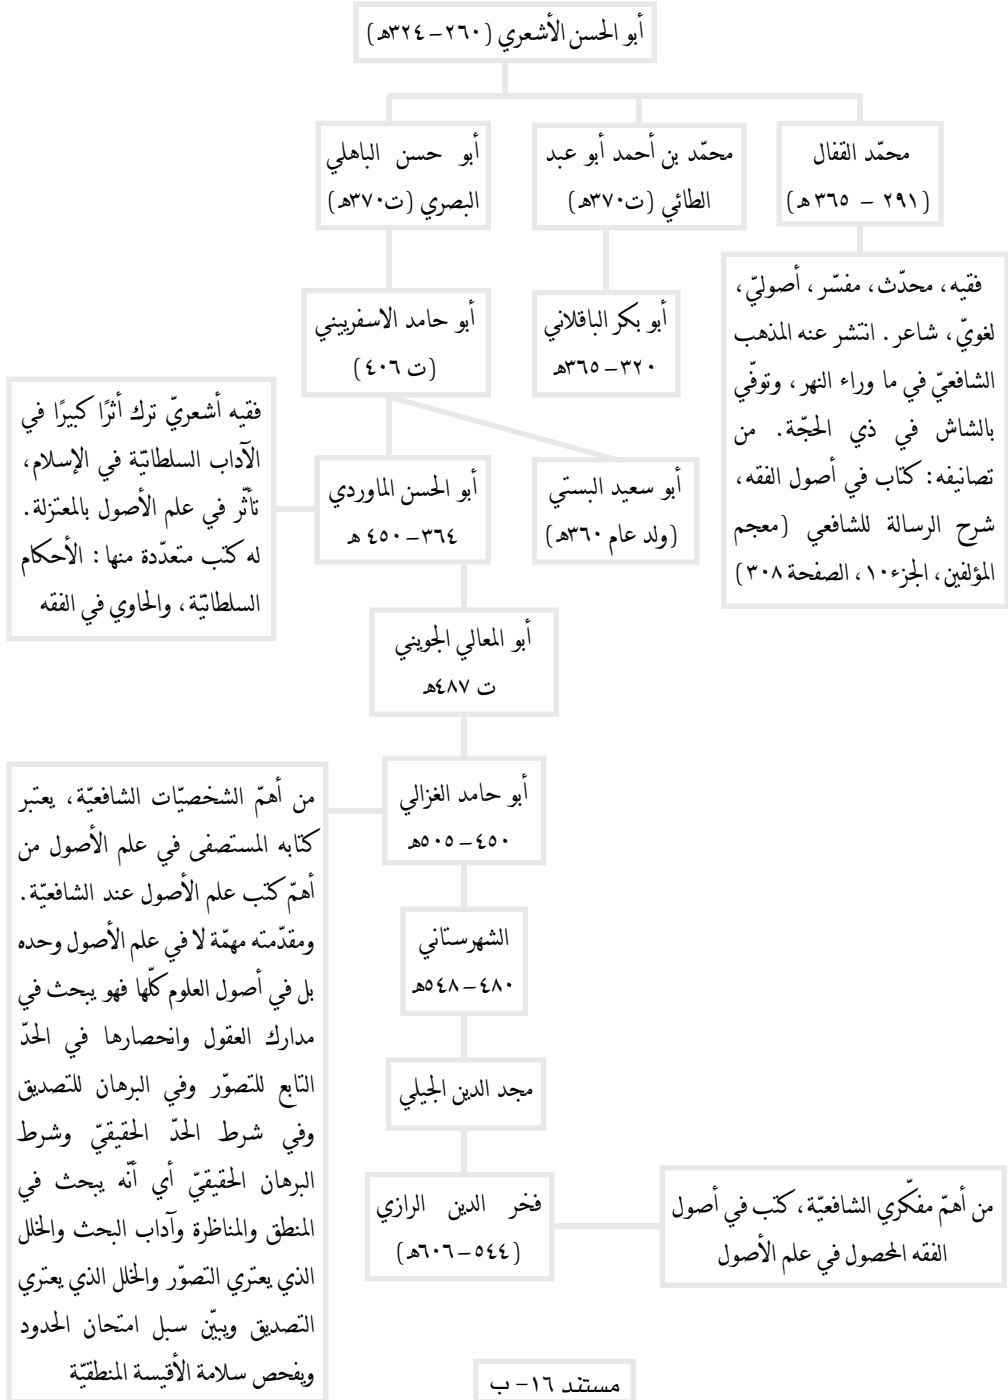 أبو الحسن الأشعري (٢٦٠-٣٢٤هـ)
محمّد القفال
(٢٩١ - ٣٦٥ هـ)
محمّد بن أحمد أبو عبد
الطائي (ت٣٧٠هـ)
أبو حسن الباهلي
البصري (ت٣٧٠هـ)
فقيه، محدّث، مفسّر، أصوليّ،
لغويّ، شاعر. انتشر عنه المذهب
الشافعيّ في ما وراء النهر، وتوفّي
بالشاش في ذي الحجّة. من
تصانيفه: كتاب في أصول الفقه،
شرح الرسالة للشافعي (معجم
المؤلفين، الجزء١٠، الصفحة ٣٠٨)
أبو بكر الباقلاني
٣٢٠-٣٦٥هـ
أبو حامد الاسفرييني
(ت ٤٠٦)
أبو سعيد البستي
(ولد عام ٣٦٠هـ)
أبو الحسن الماوردي
٣٦٤-٤٥٠ هـ
فقيه أشعريّ ترك أثرًا كبيرًا في
الآداب السلطانيّة في الإسلام،
تأثّر في علم الأصول بالمعتزلة.
له كتب متعدّدة منها: الأحكام
السلطانيّة، والحاوي في الفقه
أبو المعالي الجويني
ت ٤٨٧هـ
أبو حامد الغزالي
٤٥٠-٥٠٥هـ
من أهمّ الشخصيّات الشافعيّة، يعتبر
كتابه المستصفى في علم الأصول من
أهمّ كتب علم الأصول عند الشافعيّة.
ومقدّمته مهمّة لا في علم الأصول وحده
بل في أصول العلوم كلّها فهو يبحث في
مدارك العقول وانحصارها في الحدّ
التابع للتصوّر وفي البرهان للتصديق
وفي شرط الحدّ الحقيقيّ وشرط
البرهان الحقيقيّ أي أنّه يبحث في
المنطق والمناظرة وآداب البحث والخلل
الذي يعتري التصوّر والخلل الذي يعتري
التصديق ويبيّن سبل امتحان الحدود
ويفحص سلامة الأقيسة المنطقيّة
الشهرستاني
٤٨٠-٥٤٨هـ
مجد الدين الجيلي
فخر الدين الرازي
(٥٤٤-٦٠٦هـ)
من أهمّ مفكّري الشافعيّة، كتب في أصول
الفقه المحصول في علم الأصول
مستند ١٦- ب